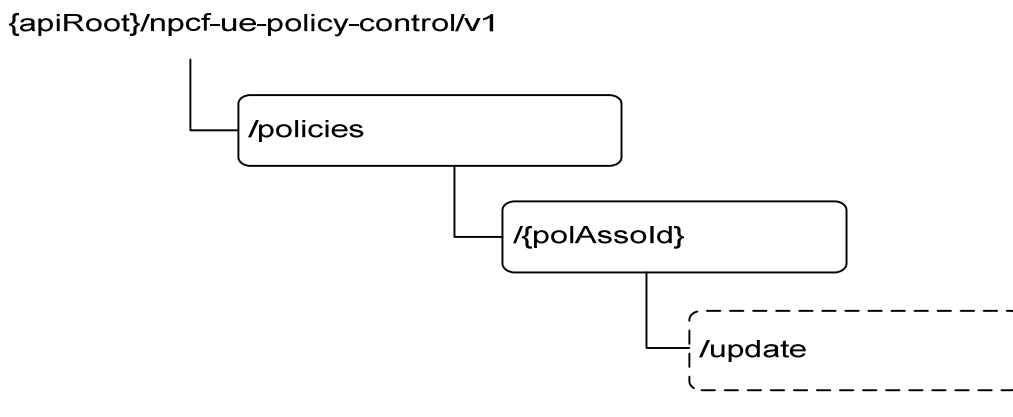 {apiRoot}/npcf-ue-policy-control/v1
/policies
/{polAssoId}
/update